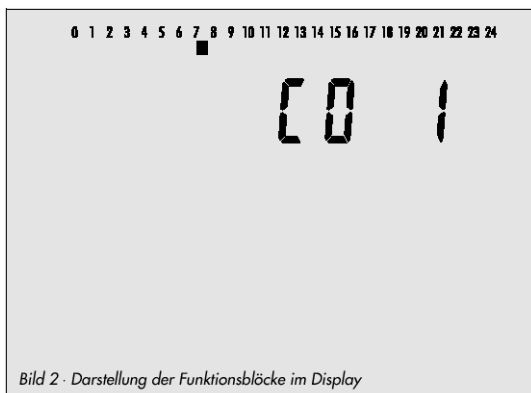 0 1 2 3 4 5 6 7 8 9 10 11 12 13 14 15 16 17 18 19 20 21 22 23 24
CO 1
Bild 2 · Darstellung der Funktionsblöcke im Display